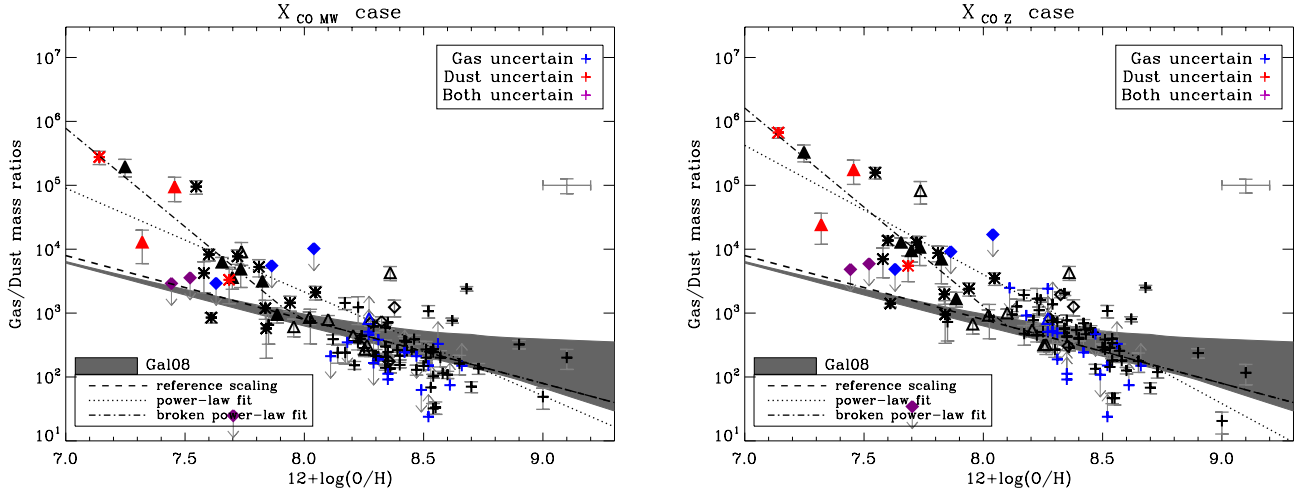 X CO MW case
10^7
10^6
10^5
10^4
10^3
10^2
10^1
Gas/Dust mass ratios
Gas uncertain
Dust uncertain
Both uncertain
Gal08
reference scaling
power-law fit
broken power-law fit
7.0 7.5 8.0 8.5 9.0
12+log(O/H)
X CO Z case
10^7
10^6
10^5
10^4
10^3
10^2
10^1
Gas/Dust mass ratios
Gas uncertain
Dust uncertain
Both uncertain
Gal08
reference scaling
power-law fit
broken power-law fit
7.0 7.5 8.0 8.5 9.0
12+log(O/H)